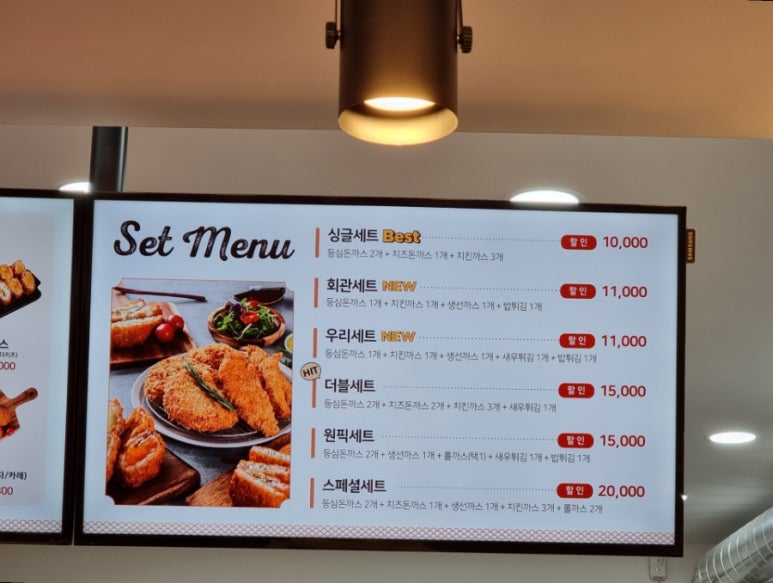 Set Menu
싱글세트 Best 할인 10,000
등심돈까스 2개 + 치즈돈까스 1개 + 치킨까스 3개
회관세트 NEW 할인 11,000
등심돈까스 1개 + 치킨까스 1개 + 생선까스 1개 + 밥튀김 1개
우리세트 NEW 할인 11,000
등심돈까스 1개 + 치킨까스 1개 + 생선까스 1개 + 새우튀김 1개 + 밥튀김 1개
HIT
더블세트 할인 15,000
등심돈까스 2개 + 치즈돈까스 2개 + 치킨까스 3개 + 새우튀김 1개
원픽세트 할인 15,000
등심돈까스 2개 + 생선까스 1개 + 롤까스(택1) + 새우튀김 1개 + 밥튀김 1개
스페셜세트 할인 20,000
등심돈까스 2개 + 치즈돈까스 1개 + 생선까스 1개 + 치킨까스 3개 + 롤까스 2개
스
다치즈)
000
/카레)
800
SAMSUNG